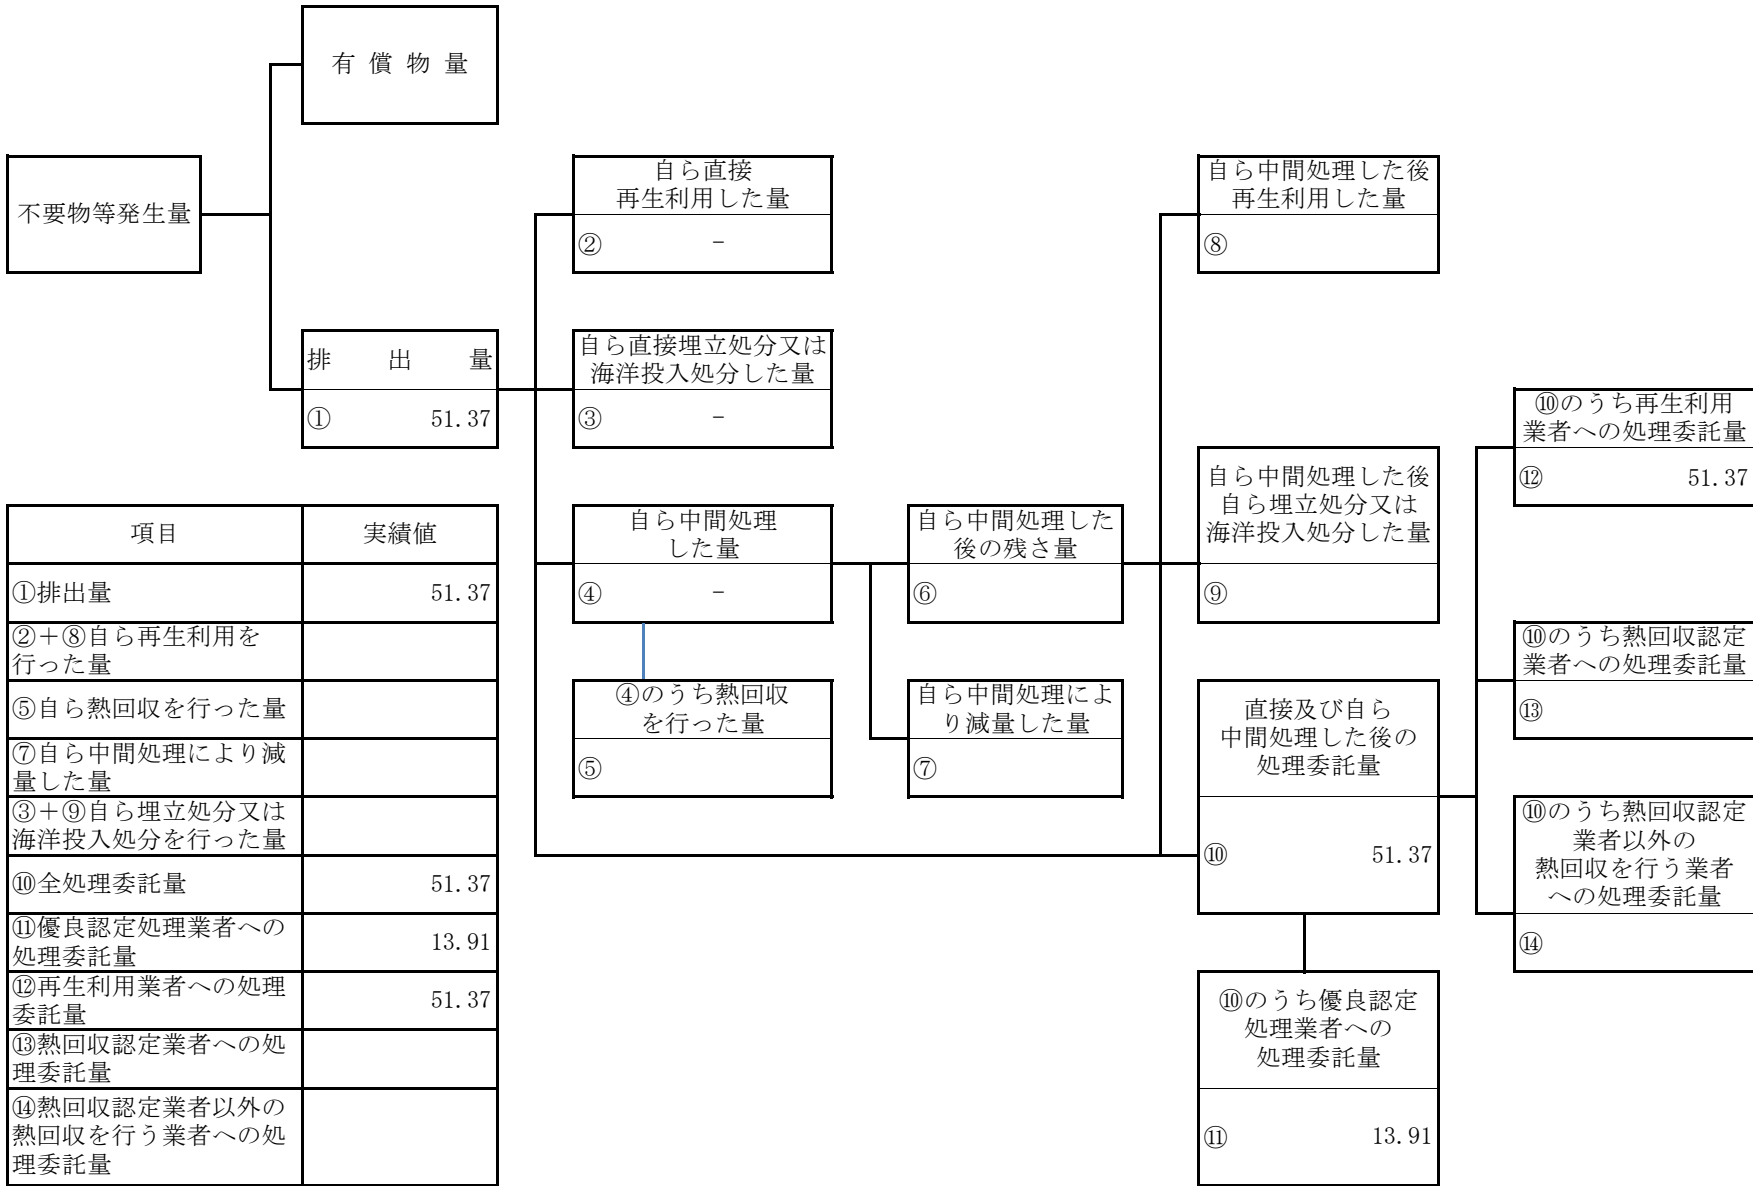 有償物量
不要物等発生量
自ら直接
再生利用した量
② －
自ら中間処理した後
再生利用した量
⑧
排出量
① 51.37
自ら直接埋立処分又は
海洋投入処分した量
③ －
⑩のうち再生利用
業者への処理委託量
⑫ 51.37
自ら中間処理した後
自ら埋立処分又は
海洋投入処分した量
⑨
自ら中間処理
した量
④ －
自ら中間処理した
後の残さ量
⑥
⑩のうち熱回収認定
業者への処理委託量
⑬
④のうち熱回収
を行った量
⑤
自ら中間処理によ
り減量した量
⑦
直接及び自ら
中間処理した後の
処理委託量
⑩ 51.37
⑩のうち熱回収認定
業者以外の
熱回収を行う業者
への処理委託量
⑭
⑩のうち優良認定
処理業者への
処理委託量
⑪ 13.91
項目 実績値
①排出量 51.37
②＋⑧自ら再生利用を
行った量
⑤自ら熱回収を行った量
⑦自ら中間処理により減
量した量
③＋⑨自ら埋立処分又は
海洋投入処分を行った量
⑩全処理委託量 51.37
⑪優良認定処理業者への
処理委託量 13.91
⑫再生利用業者への処理
委託量 51.37
⑬熱回収認定業者への処
理委託量
⑭熱回収認定業者以外の
熱回収を行う業者への処
理委託量